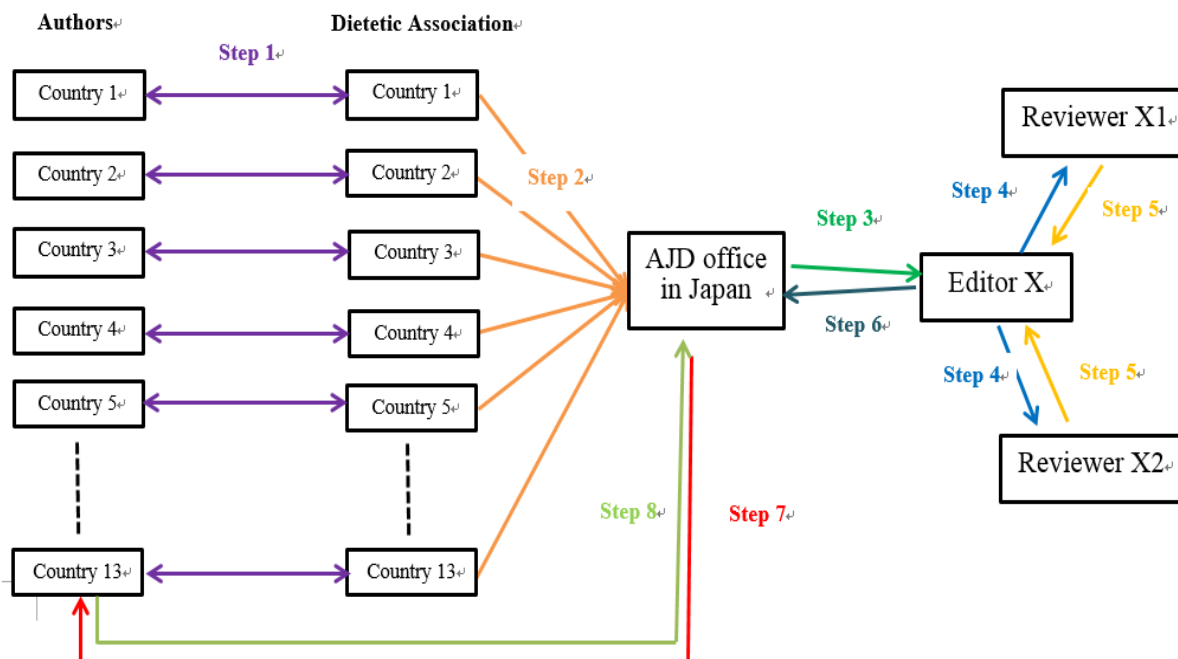 Authors
Dietetic Association
Step 1
Country 1
Country 1
Reviewer X1
Country 2
Country 2
Step 2
Step 4
Step 5
Step 3
Country 3
Country 3
AJD office
in Japan
Editor X
Country 4
Country 4
Step 6
Step 4
Step 5
Country 5
Country 5
Reviewer X2
Step 8
Step 7
Country 13
Country 13